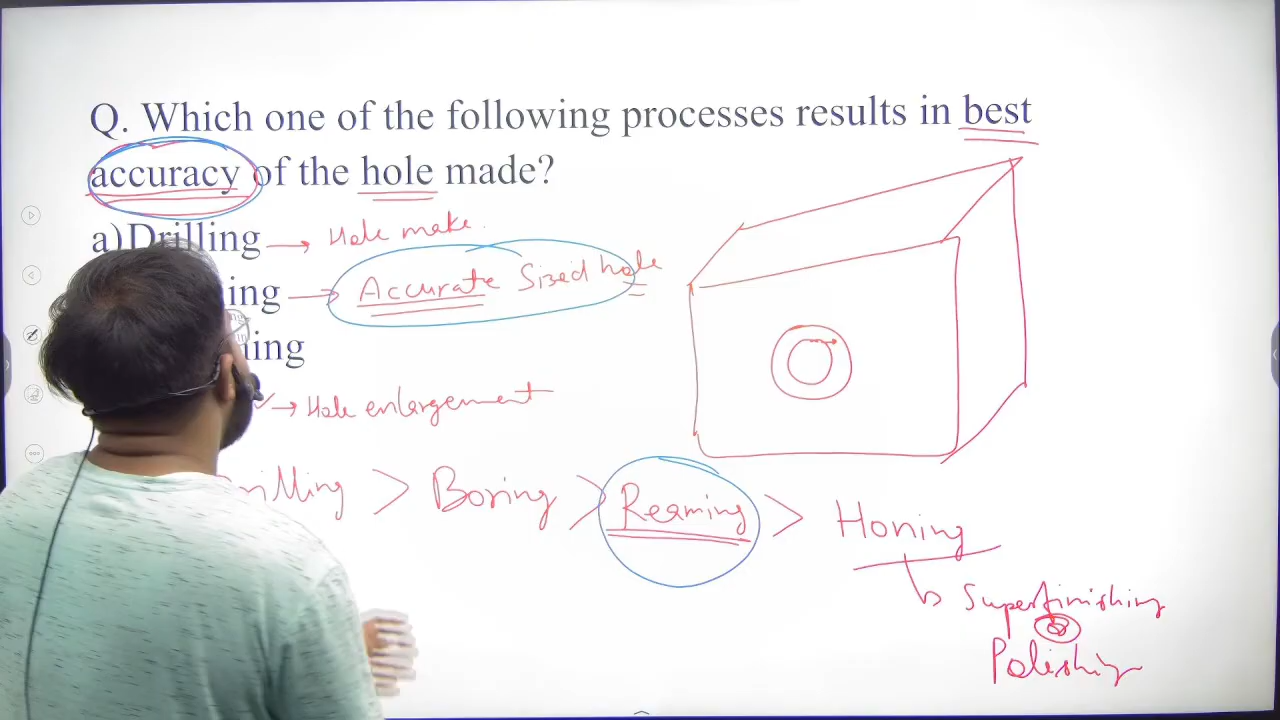 Q. Which one of the following processes results in best
accuracy of the hole made?
a)Drilling → Hole make
ing → Accurate Sized hole
ing
→ Hole enlargement
rilling > Boring > Reaming > Honing
Superfinishing
Polishing